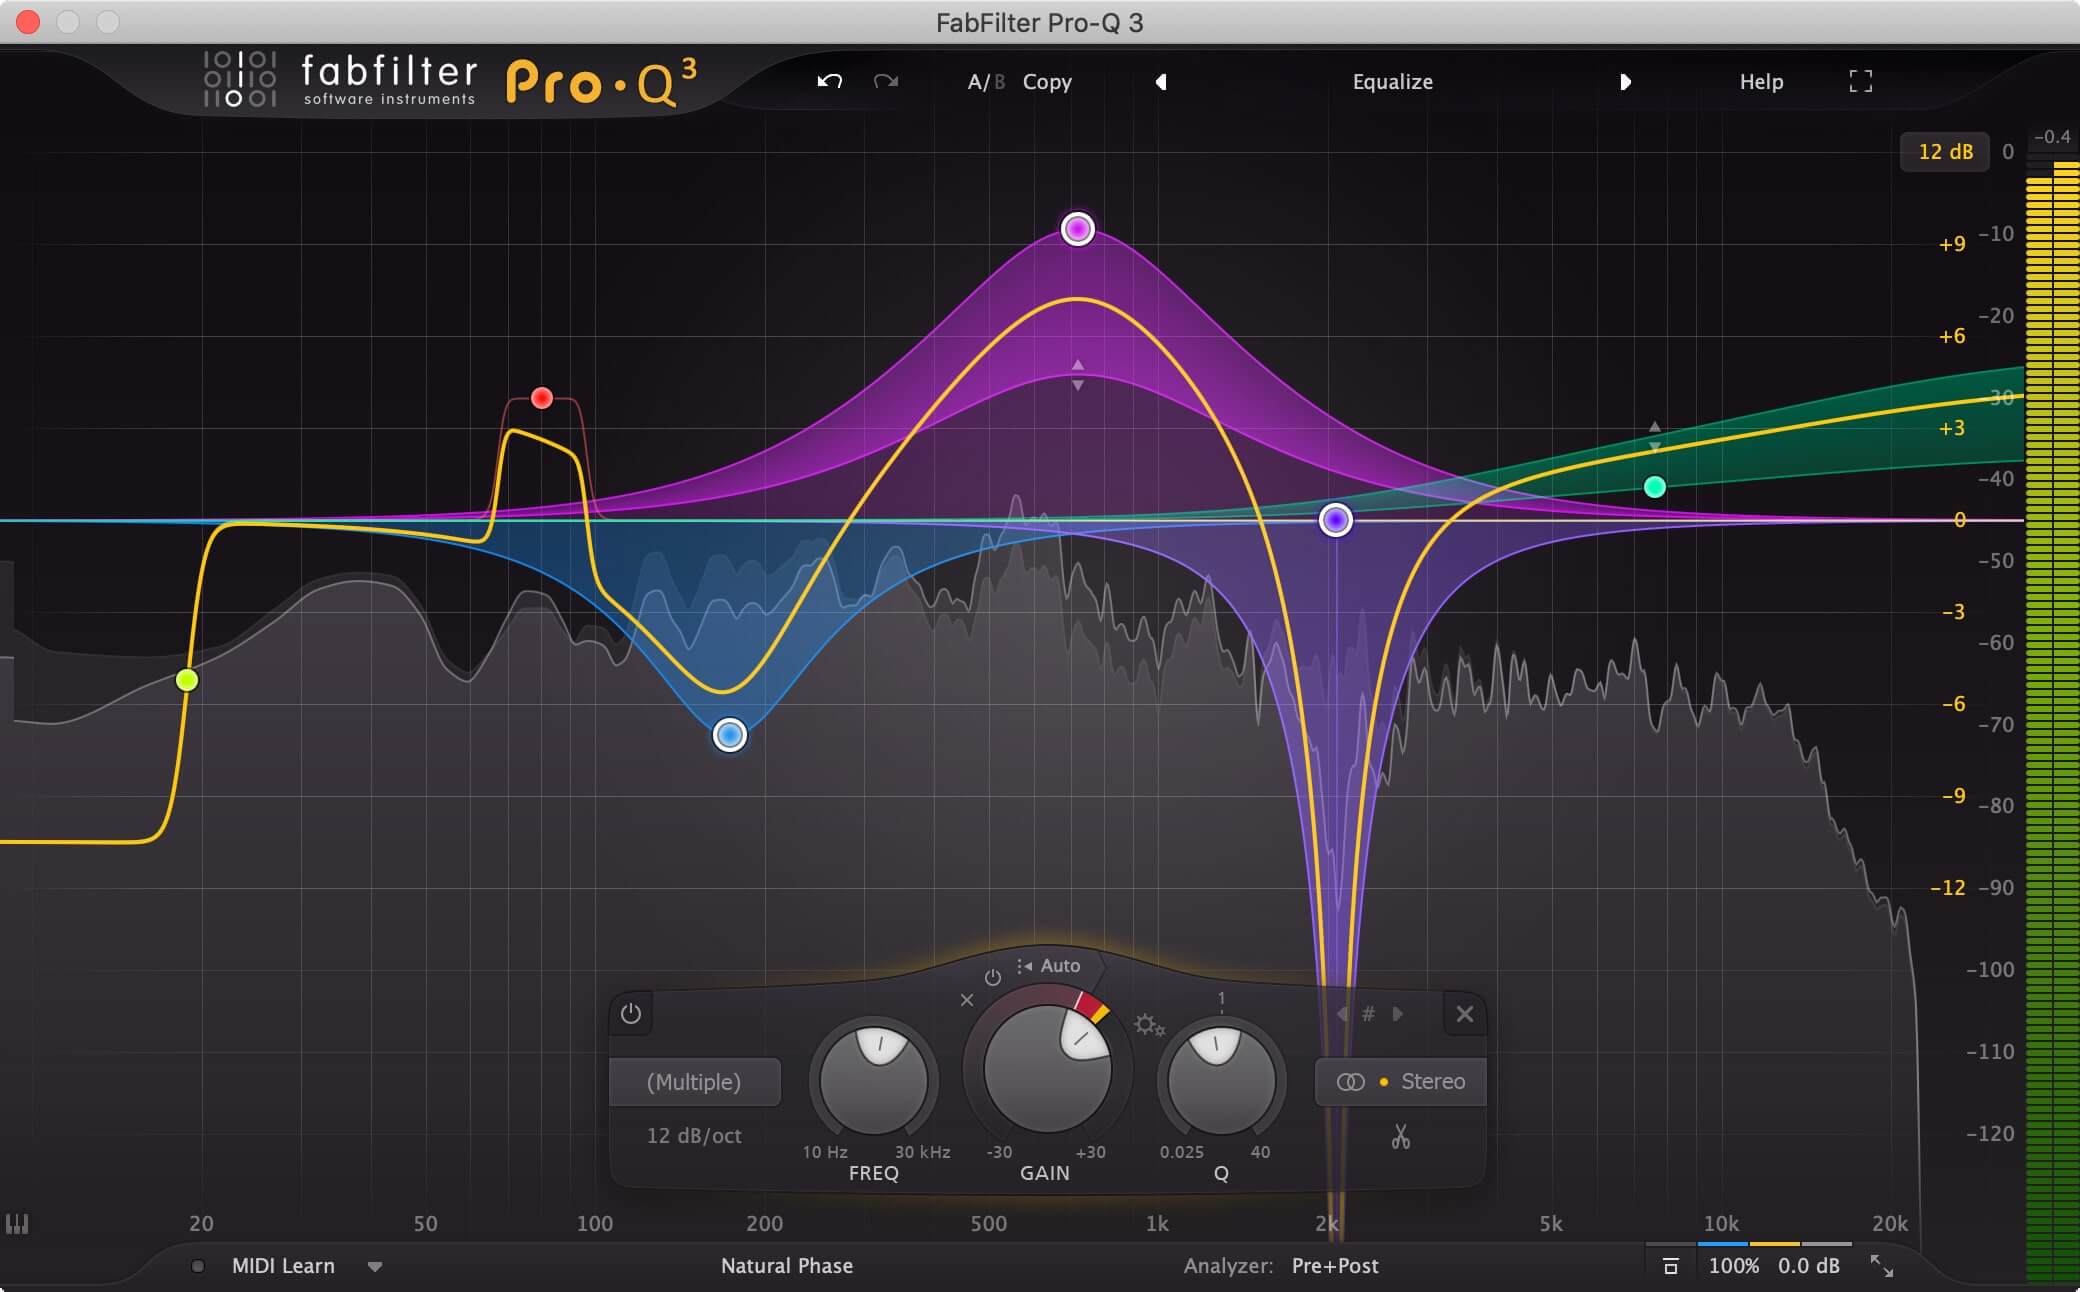 FabFilter Pro-Q 3
fabfilter
software instruments
Pro·Q3
A/B Copy
Equalize
Help
12 dB
-0.4
0
-10
+9
-20
+6
-30
+3
-40
0
-50
-3
-60
-6
-70
-9
-80
-12
-90
-100
-110
-120
Auto
1
#
(Multiple)
12 dB/oct
10 Hz
30 kHz
FREQ
-30
+30
GAIN
0.025
40
Q
Stereo
20
50
100
200
500
1k
2k
5k
10k
20k
MIDI Learn
Natural Phase
Analyzer: Pre+Post
100%
0.0 dB